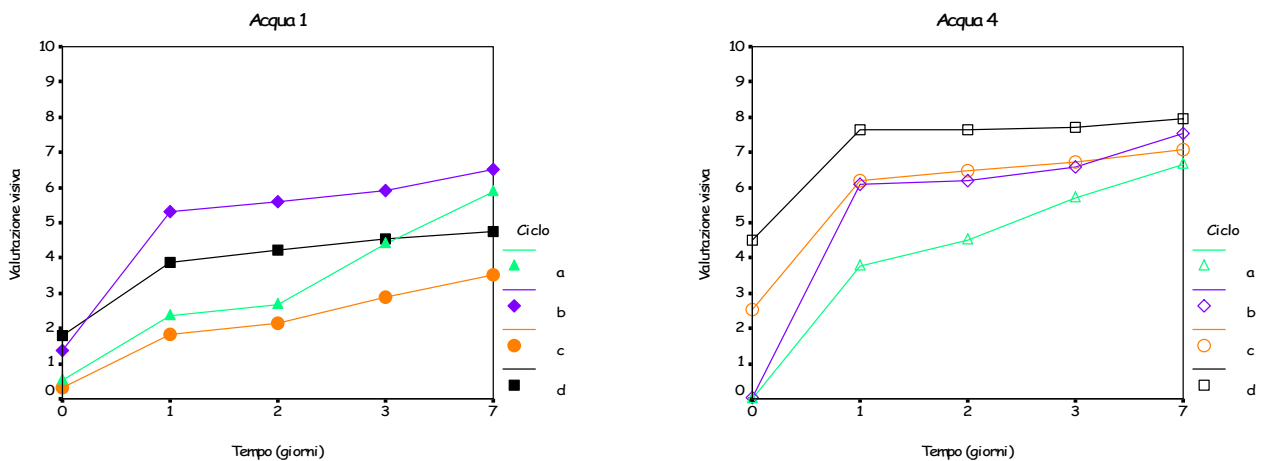 Acqua 1
10
9
8
7
6
5
4
3
2
1
0
Valutazione visiva
0 1 2 3 7
Tempo (giorni)
Ciclo
a
b
c
d
Acqua 4
10
9
8
7
6
5
4
3
2
1
0
Valutazione visiva
0 1 2 3 7
Tempo (giorni)
Ciclo
a
b
c
d